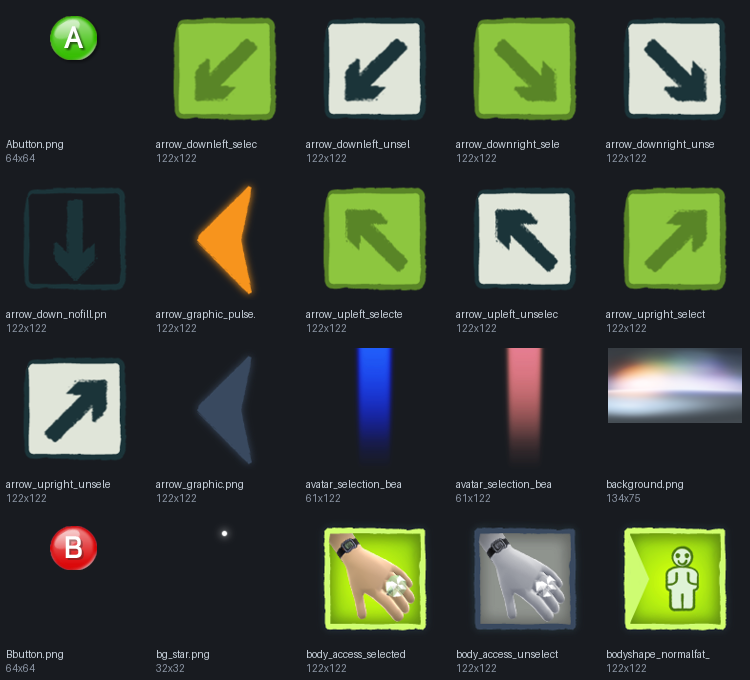 A
Abutton.png
64x64
arrow_downleft_selec
122x122
arrow_downleft_unsel
122x122
arrow_downright_sele
122x122
arrow_downright_unse
122x122
arrow_down_nofill.pn
122x122
arrow_graphic_pulse.
122x122
arrow_upleft_selecte
122x122
arrow_upleft_unselec
122x122
arrow_upright_select
122x122
arrow_upright_unsele
122x122
arrow_graphic.png
122x122
avatar_selection_bea
61x122
avatar_selection_bea
61x122
background.png
134x75
B
Bbutton.png
64x64
bg_star.png
32x32
body_access_selected
122x122
body_access_unselect
122x122
bodyshape_normalfat_
122x122